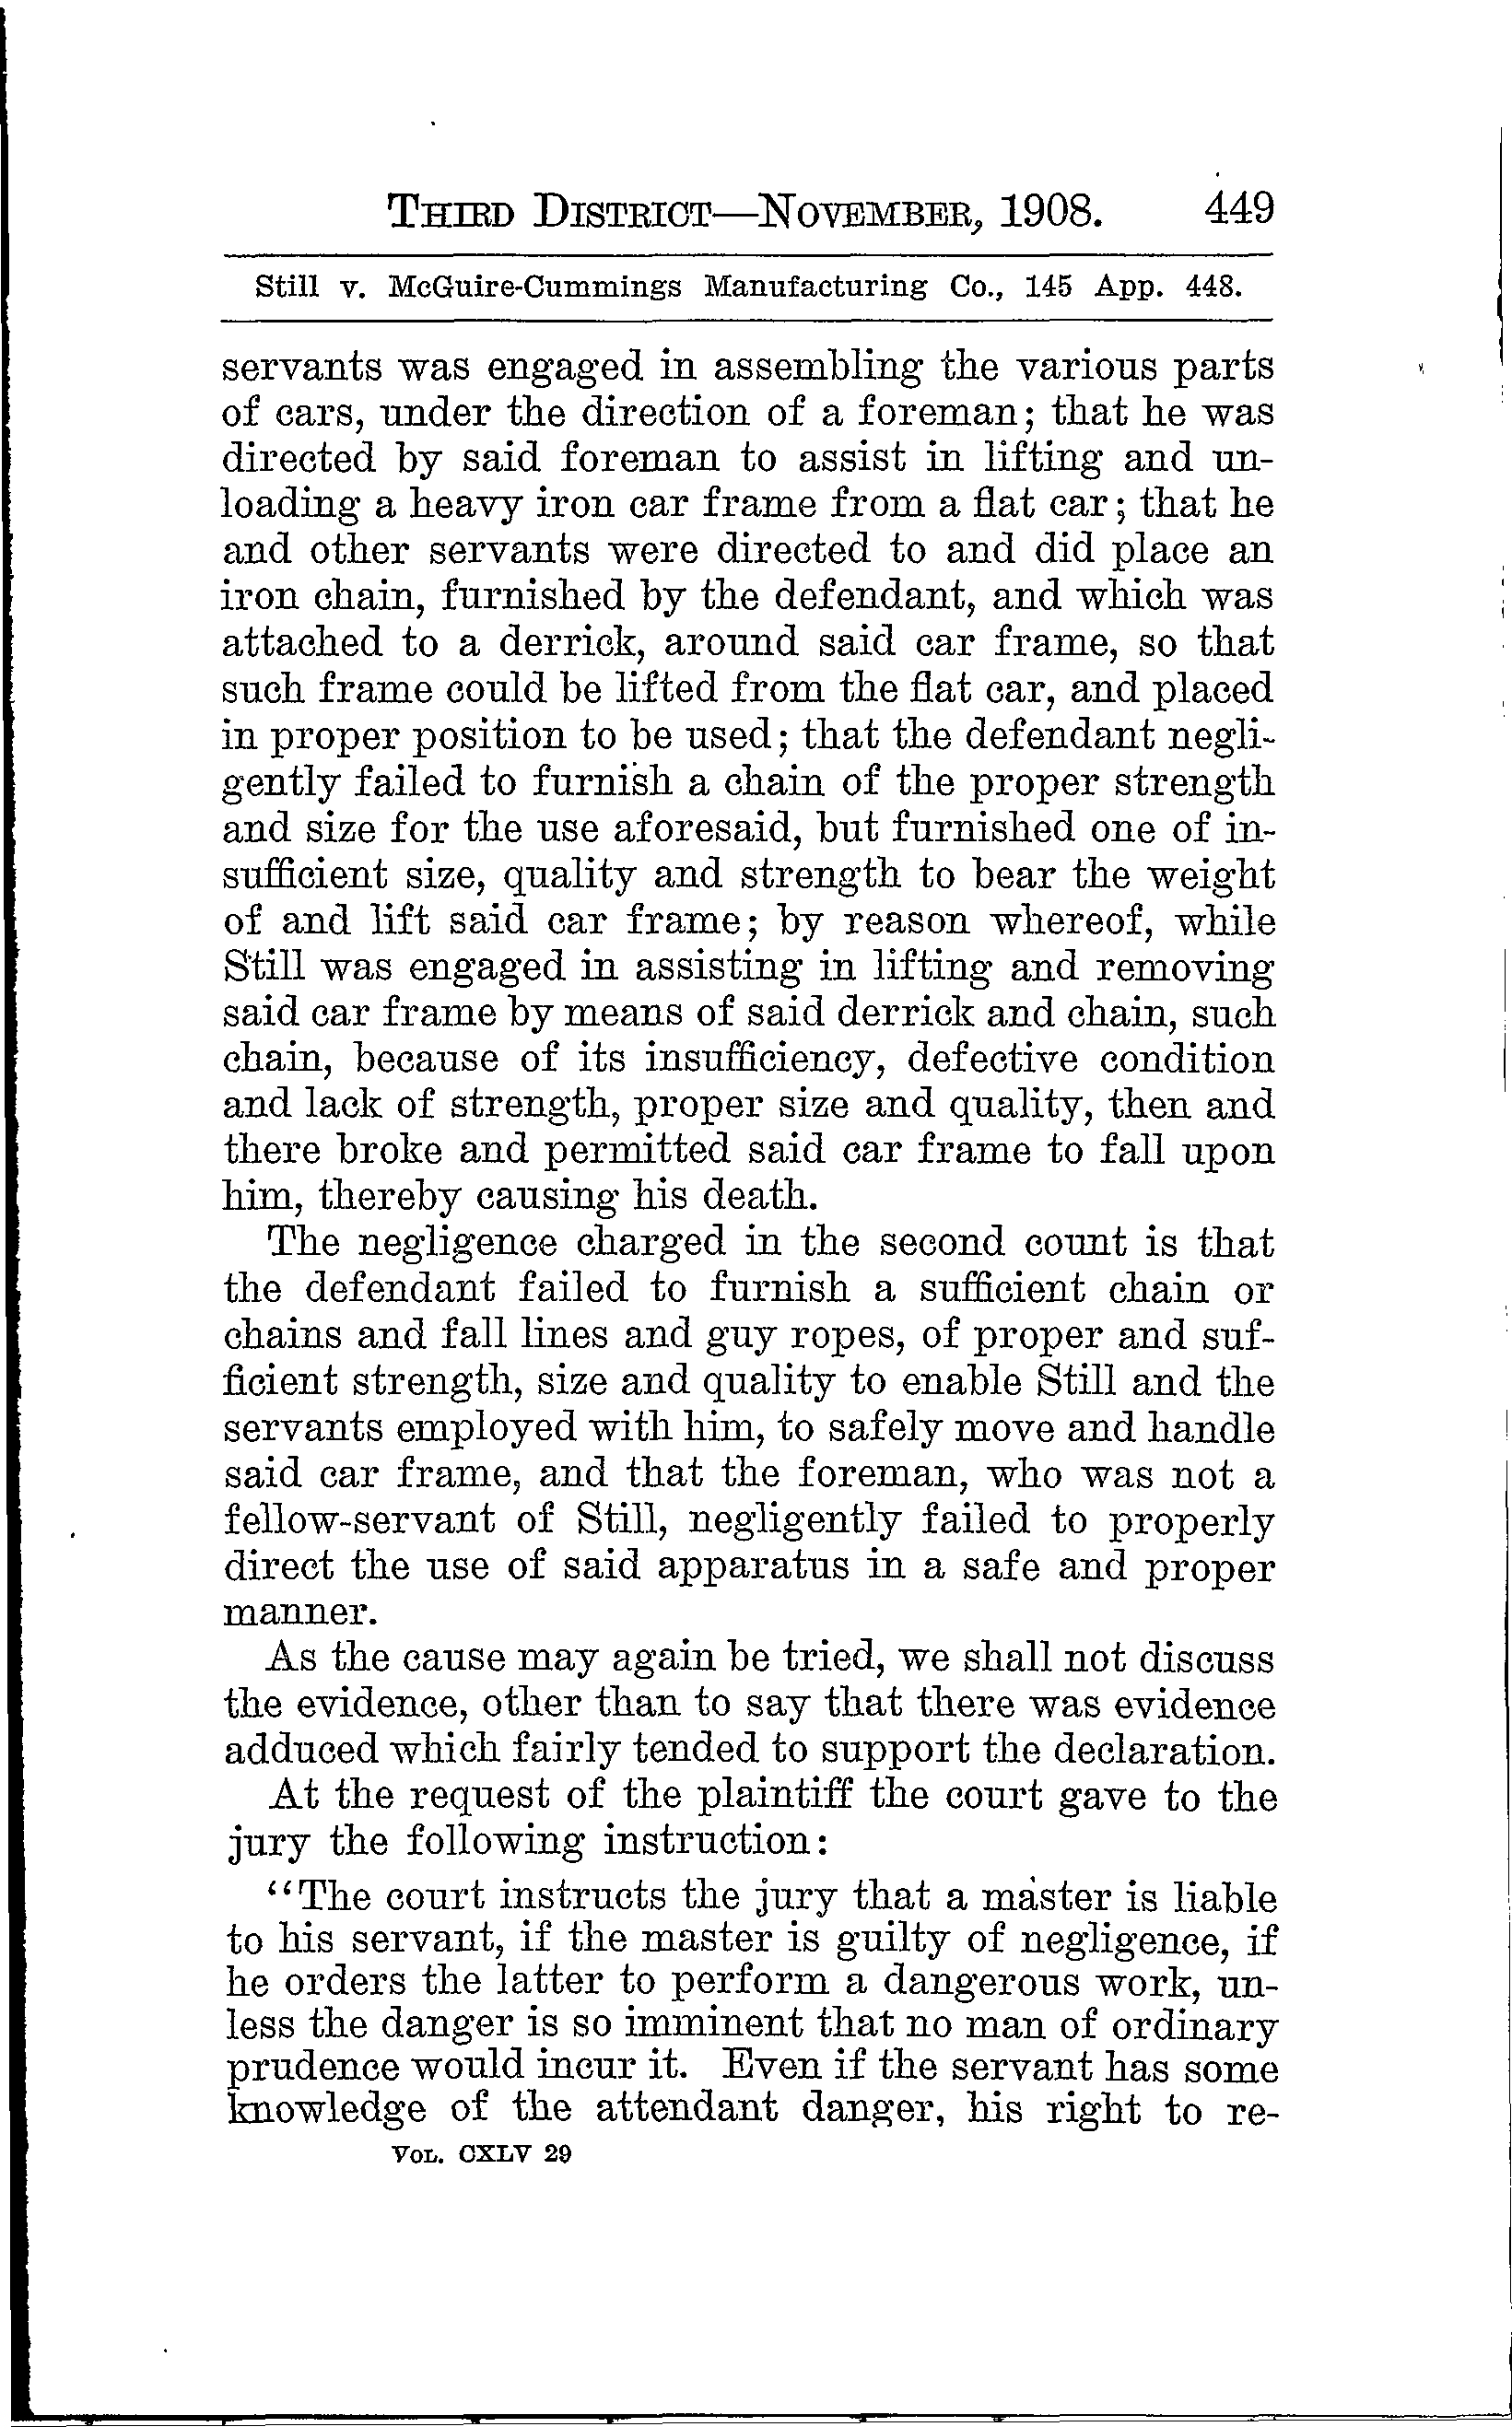 THIRD DISTRICT—NOVEMBER, 1908. 449
Still v. McGuire-Cummings Manufacturing Co., 145 App. 448.
servants was engaged in assembling the various parts
of cars, under the direction of a foreman; that he was
directed by said foreman to assist in lifting and un-
loading a heavy iron car frame from a flat car; that he
and other servants were directed to and did place an
iron chain, furnished by the defendant, and which was
attached to a derrick, around said car frame, so that
such frame could be lifted from the flat car, and placed
in proper position to be used; that the defendant negli-
gently failed to furnish a chain of the proper strength
and size for the use aforesaid, but furnished one of in-
sufficient size, quality and strength to bear the weight
of and lift said car frame; by reason whereof, while
Still was engaged in assisting in lifting and removing
said car frame by means of said derrick and chain, such
chain, because of its insufficiency, defective condition
and lack of strength, proper size and quality, then and
there broke and permitted said car frame to fall upon
him, thereby causing his death.
The negligence charged in the second count is that
the defendant failed to furnish a sufficient chain or
chains and fall lines and guy ropes, of proper and suf-
ficient strength, size and quality to enable Still and the
servants employed with him, to safely move and handle
said car frame, and that the foreman, who was not a
fellow-servant of Still, negligently failed to properly
direct the use of said apparatus in a safe and proper
manner.
As the cause may again be tried, we shall not discuss
the evidence, other than to say that there was evidence
adduced which fairly tended to support the declaration.
At the request of the plaintiff the court gave to the
jury the following instruction:
"The court instructs the jury that a master is liable
to his servant, if the master is guilty of negligence, if
he orders the latter to perform a dangerous work, un-
less the danger is so imminent that no man of ordinary
prudence would incur it. Even if the servant has some
knowledge of the attendant danger, his right to re-
VOL. CXLV 29